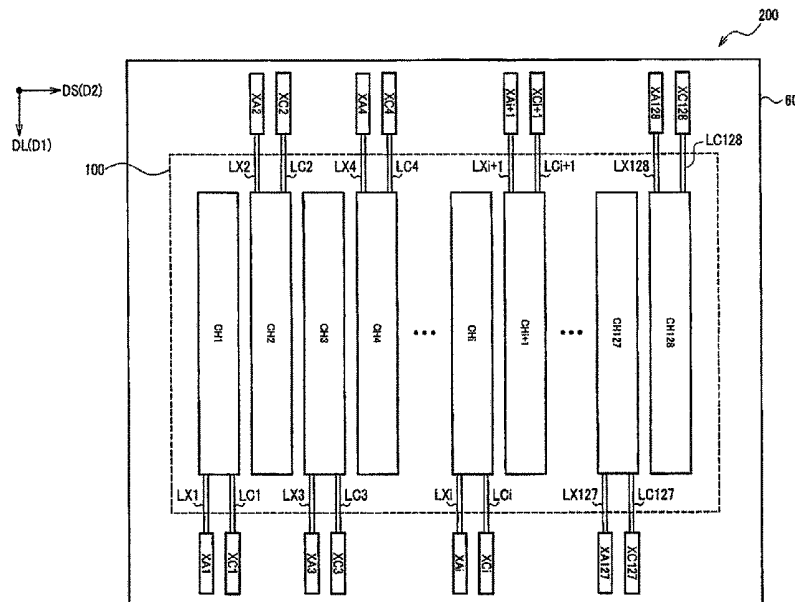 200
DS(D2)
DL(D1)
XA2 XC2 XA4 XC4 XAi+1 XCi+1 XA128 XC128
60
LC128
100
LX2 LC2 LX4 LC4 LXi+1 LCi+1 LX128
CH1 CH2 CH3 CH4 ••• CHi CHi+1 ••• CH127 CH128
LX1 LC1 LX3 LC3 LXi LCi LX127 LC127
XA1 XC1 XA3 XC3 XAi XCi XA127 XC127